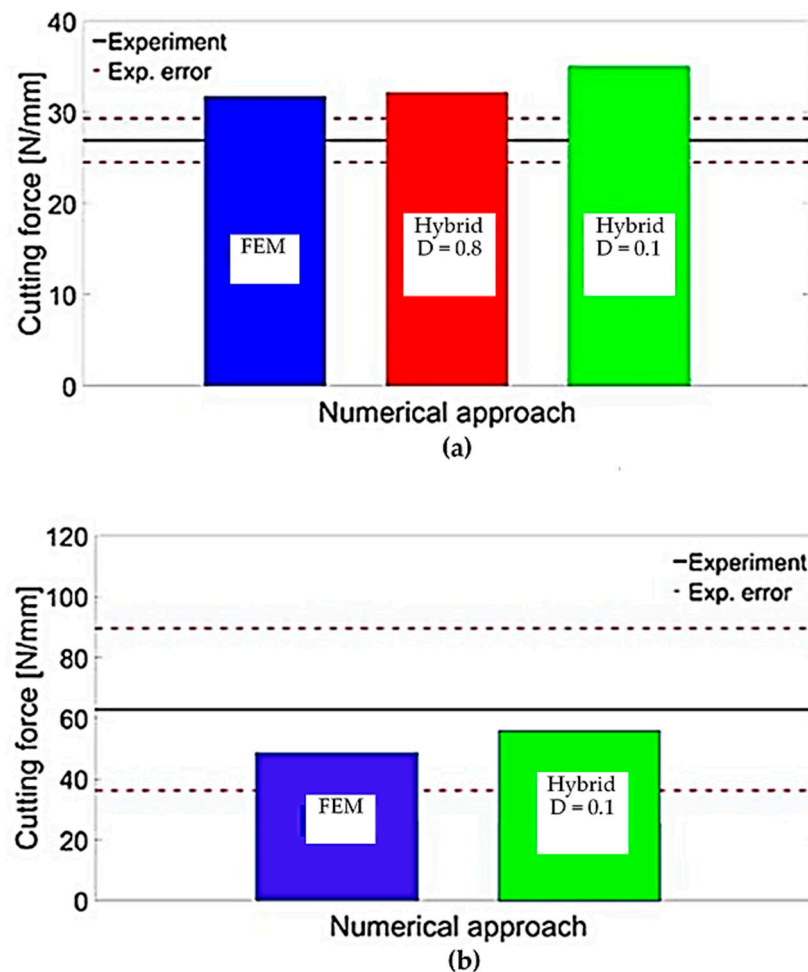 40
30
20
10
0
Cutting force [N/mm]
Experiment
Exp. error
FEM
Hybrid
D = 0.8
Hybrid
D = 0.1
Numerical approach
(a)
120
100
80
60
40
20
0
Cutting force [N/mm]
Experiment
Exp. error
FEM
Hybrid
D = 0.1
Numerical approach
(b)